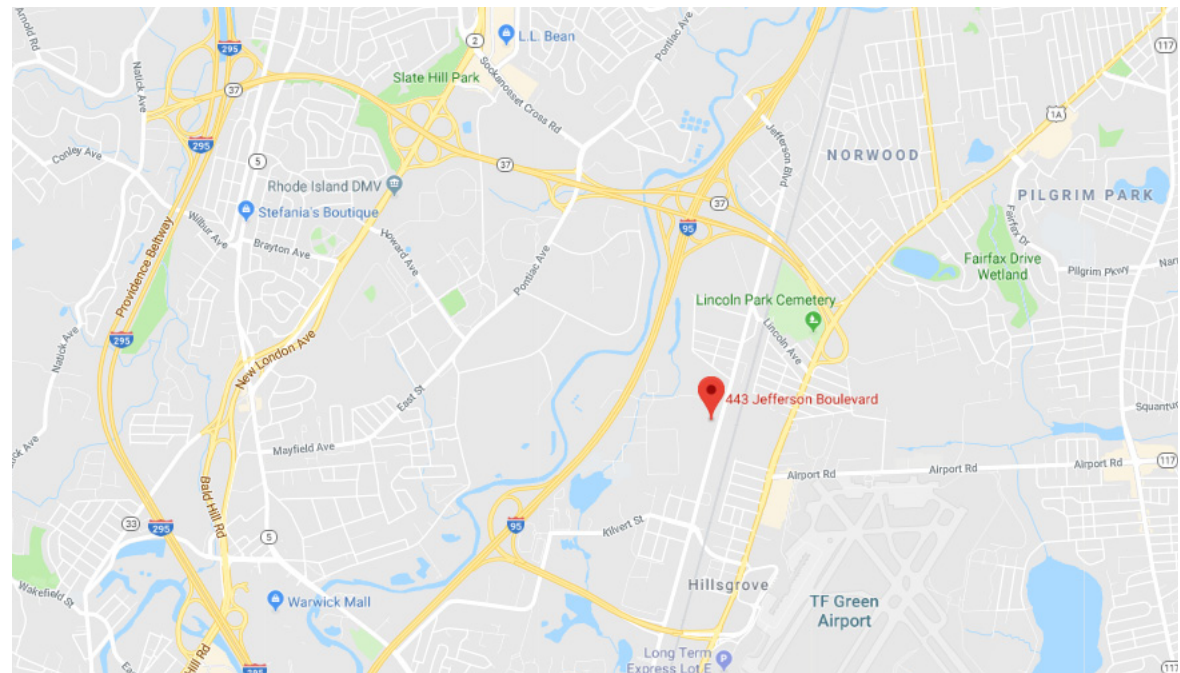 Arnold Rd
295
Natick Ave
37
2
L.L. Bean
Slate Hill Park
Sockanosset Cross Rd
Pontiac Ave
117
1A
Jefferson Blvd
NORWOOD
295
Conley Ave
5
37
Rhode Island DMV
Stefania's Boutique
Wilbur Ave
Brayton Ave
Howard Ave
Pontiac Ave
37
95
PILGRIM PARK
Fairfax Dr
Fairfax Drive
Wetland
Pilgrim Pkwy
Providence Beltway
295
Natick Ave
New London Ave
Lincoln Park Cemetery
Lincoln Ave
443 Jefferson Boulevard
East St
Mayfield Ave
Airport Rd
Airport Rd
Airport Rd
117
Bald Hill Rd
33
295
5
95
Kilvert St
Hillsgrove
TF Green
Airport
Wakefield St
Warwick Mall
Hill Rd
295
Long Term
Express Lot E
P
117